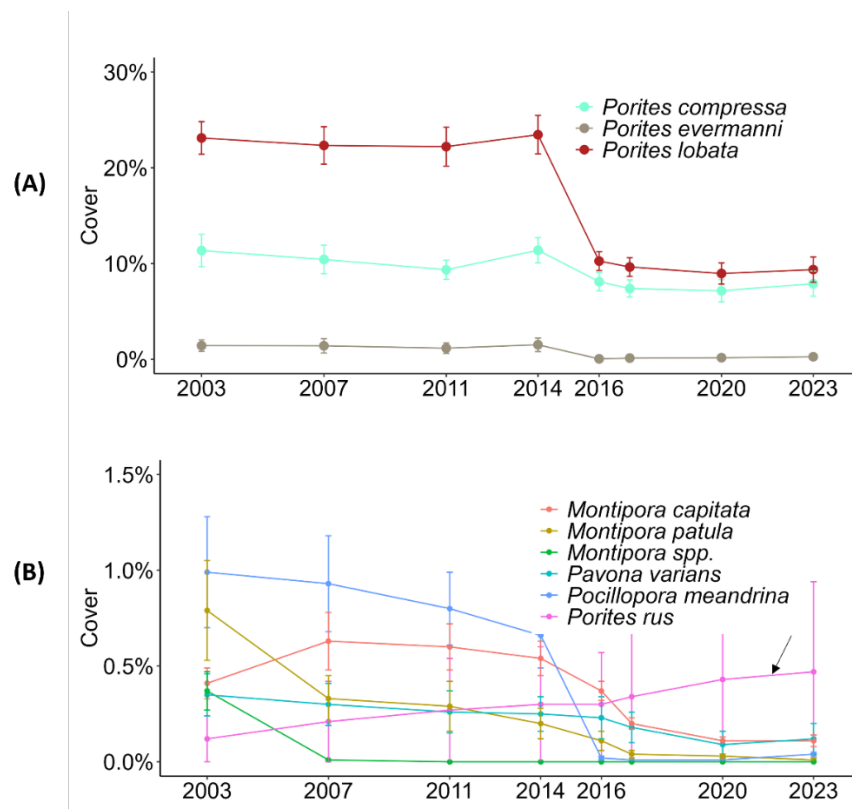 (A)
Cover
30%
20%
10%
0%
Porites compressa
Porites evermanni
Porites lobata
2003 2007 2011 2014 2016 2020 2023
(B)
Cover
1.5%
1.0%
0.5%
0.0%
Montipora capitata
Montipora patula
Montipora spp.
Pavona varians
Pocillopora meandrina
Porites rus
2003 2007 2011 2014 2016 2020 2023